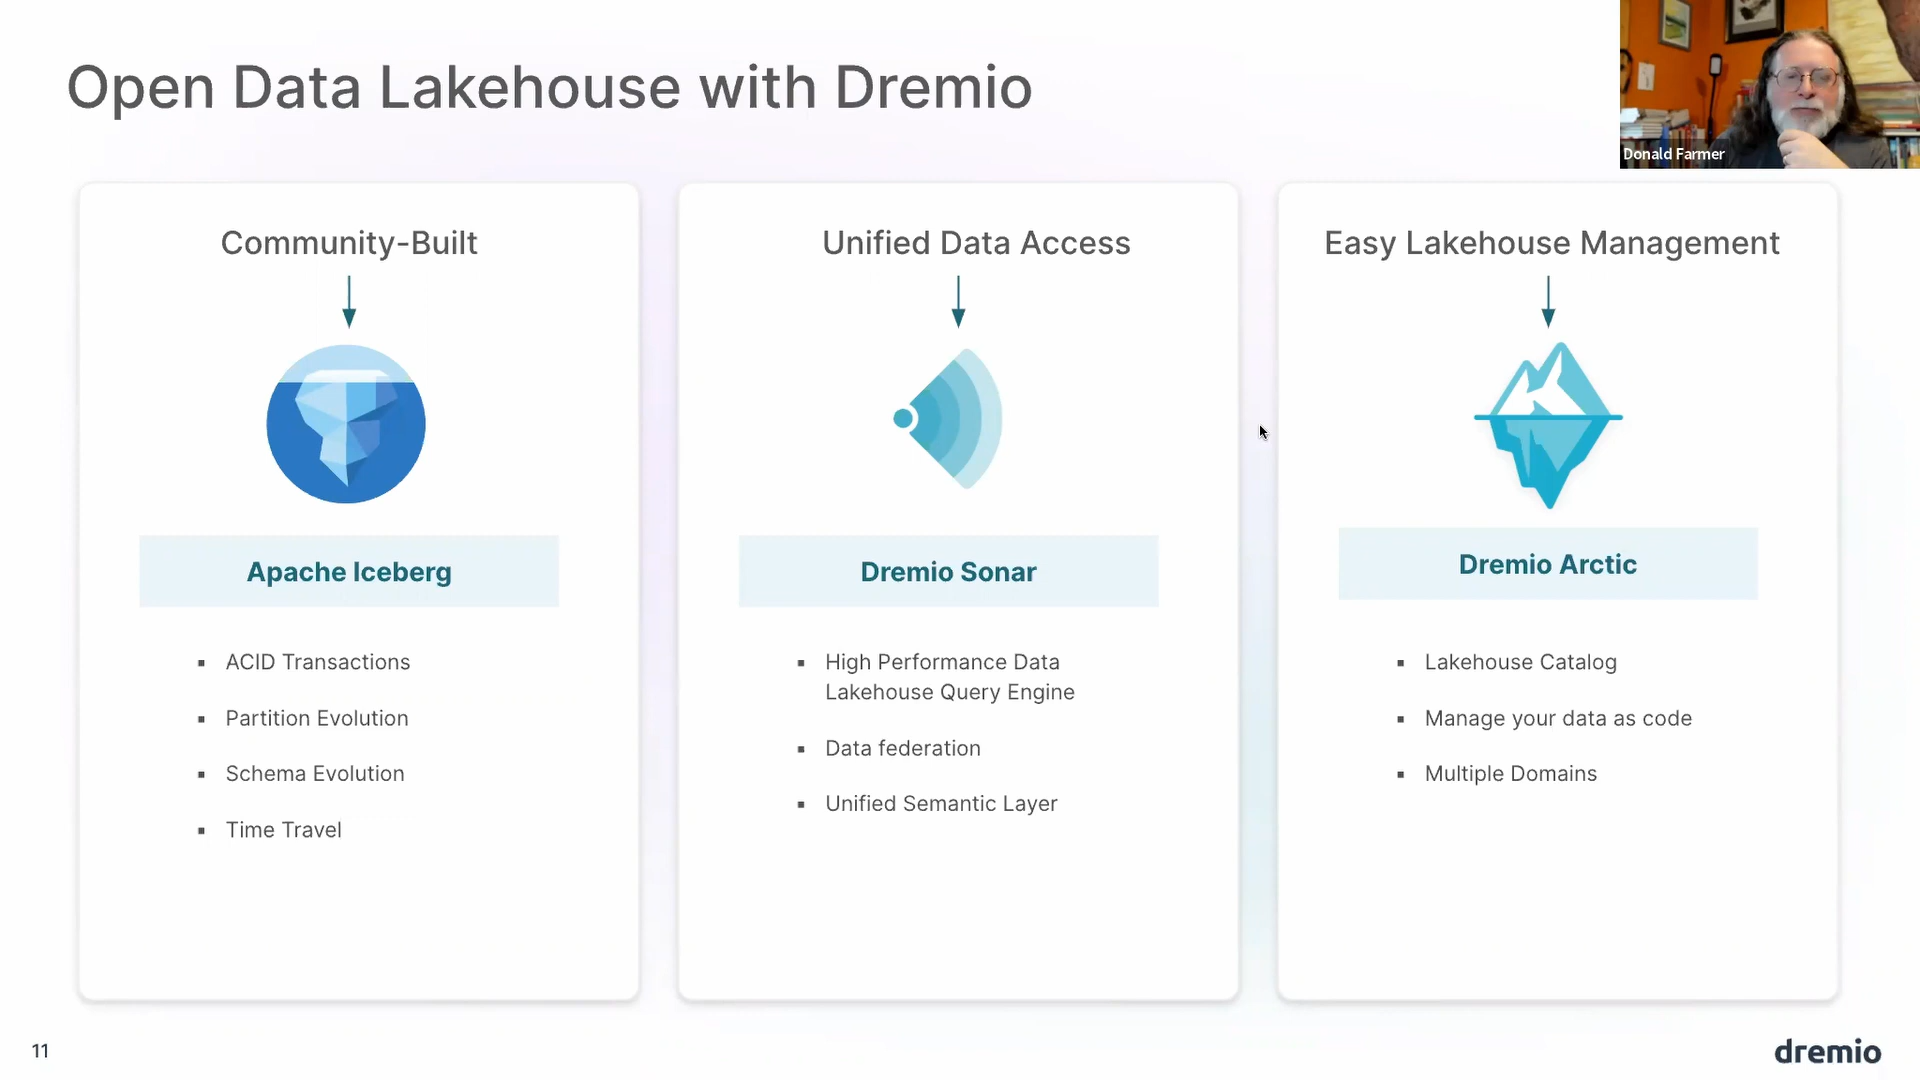 Open Data Lakehouse with Dremio
Donald Farmer
Community-Built
Apache Iceberg
▪ ACID Transactions
▪ Partition Evolution
▪ Schema Evolution
▪ Time Travel
Unified Data Access
Dremio Sonar
▪ High Performance Data
Lakehouse Query Engine
▪ Data federation
▪ Unified Semantic Layer
Easy Lakehouse Management
Dremio Arctic
▪ Lakehouse Catalog
▪ Manage your data as code
▪ Multiple Domains
11
dremio